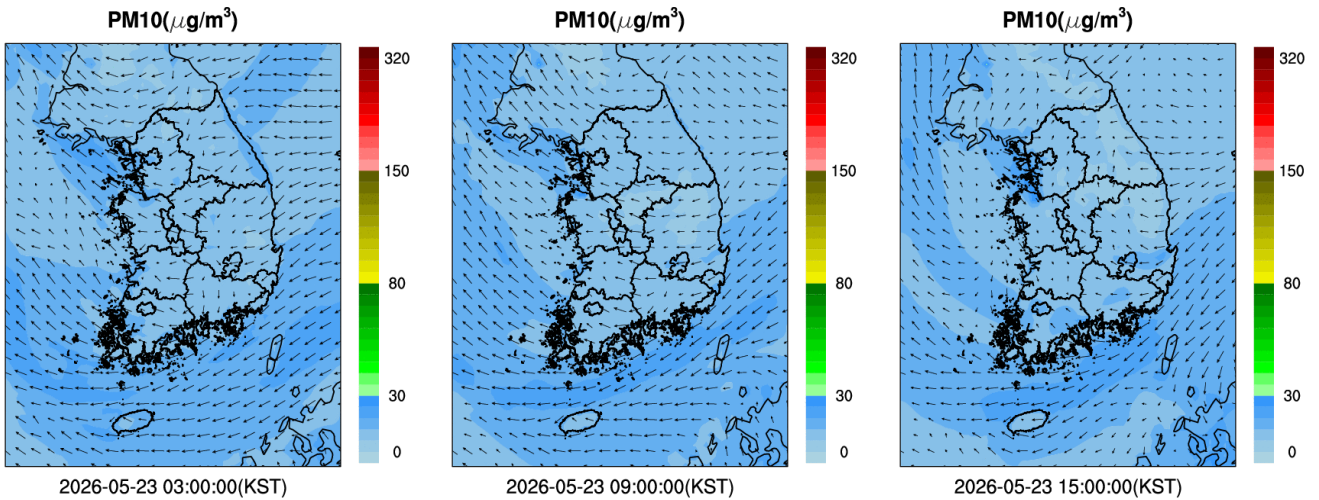 PM10(μg/m³) PM10(μg/m³) PM10(μg/m³)
320 320 320
150 150 150
80 80 80
30 30 30
0 0 0
2026-05-23 03:00:00(KST) 2026-05-23 09:00:00(KST) 2026-05-23 15:00:00(KST)